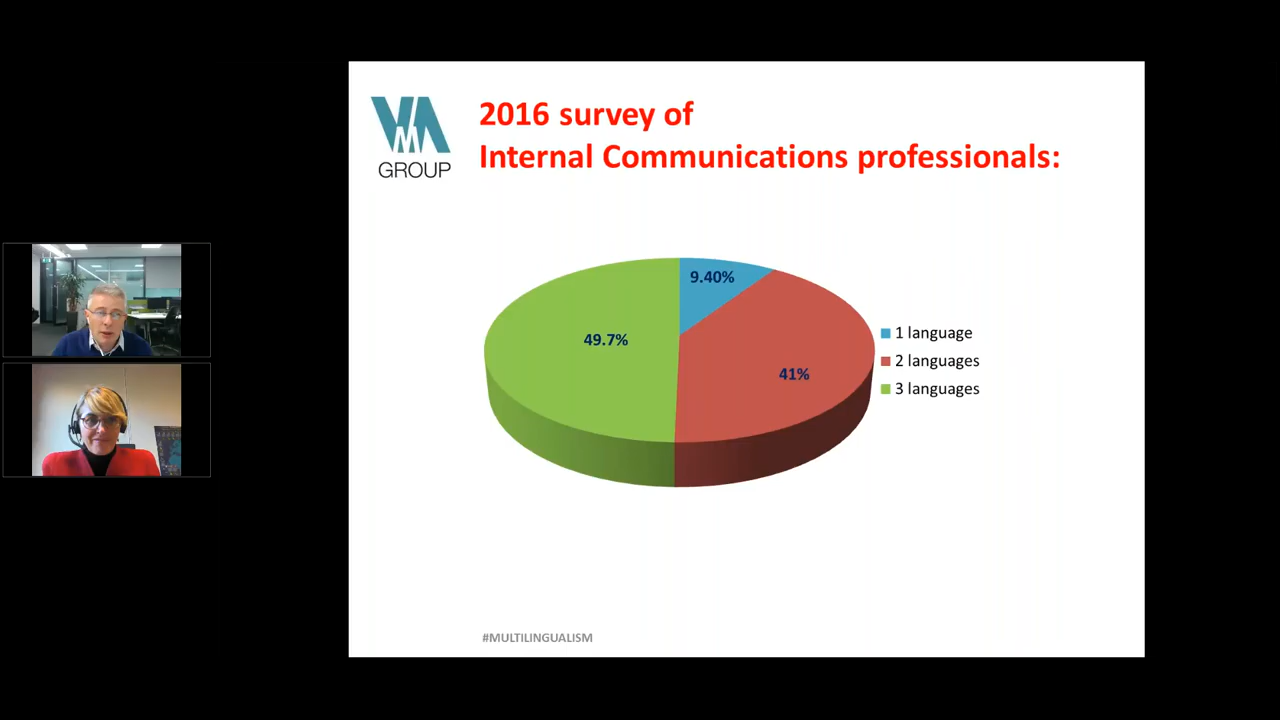 VMA
GROUP
2016 survey of
Internal Communications professionals:
9.40%
49.7%
41%
1 language
2 languages
3 languages
#MULTILINGUALISM